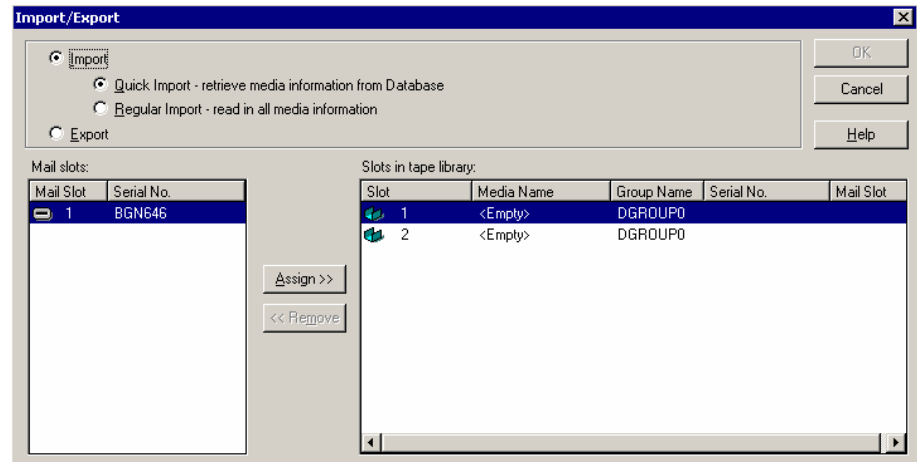 Import/Export
Import
Quick Import - retrieve media information from Database
Regular Import - read in all media information
Export
OK
Cancel
Help
Mail slots:
Mail Slot Serial No.
1 BGN646
Assign >>
<< Remove
Slots in tape library:
Slot Media Name Group Name Serial No. Mail Slot
1 <Empty> DGROUP0
2 <Empty> DGROUP0